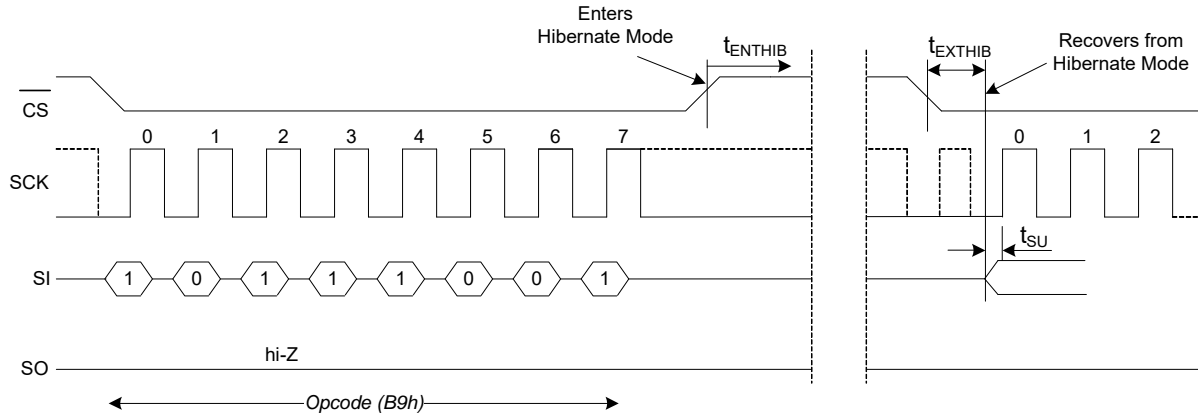 Enters
Hibernate Mode
tENTHIB
tEXTHIB
Recovers from
Hibernate Mode
CS
0 1 2 3 4 5 6 7
0 1 2
SCK
tSU
SI
1 0 1 1 1 0 0 1
hi-Z
SO
Opcode (B9h)